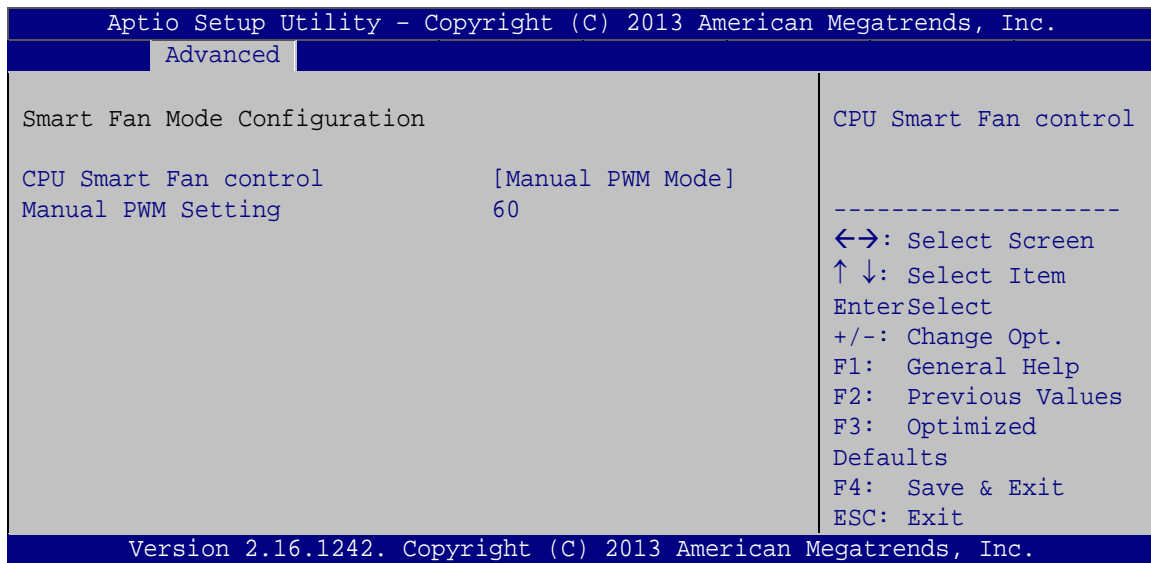 Aptio Setup Utility – Copyright (C) 2013 American Megatrends, Inc.
Advanced
Smart Fan Mode Configuration
CPU Smart Fan control [Manual PWM Mode]
Manual PWM Setting 60
CPU Smart Fan control
--------------------
←→: Select Screen
↑ ↓: Select Item
EnterSelect
+/-: Change Opt.
F1: General Help
F2: Previous Values
F3: Optimized
Defaults
F4: Save & Exit
ESC: Exit
Version 2.16.1242. Copyright (C) 2013 American Megatrends, Inc.